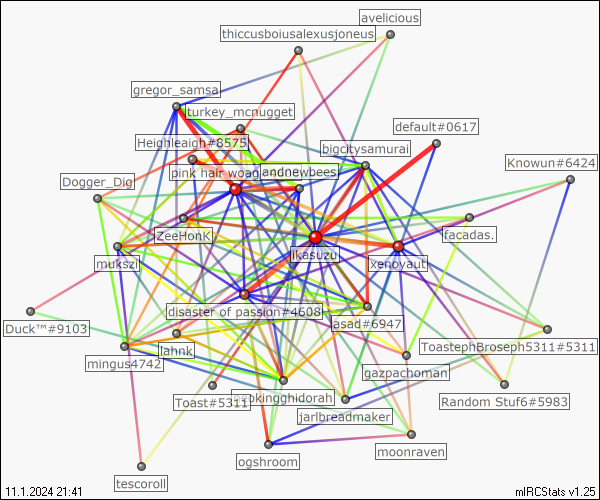 avelicious
thiccusboiusalexusjoneus
gregor_samsa
turkey_mcnugget
default#0617
Heighleaigh#8575
bigcitysamurai
Knowun#6424
pink hair woag
andnewbees
Dogger_Dig
facadas.
ZeeHonK
ikasuzu
mukszi
xenoyaut
disaster of passion#4608
asad#6947
Duck™#9103
ToastephBroseph5311#5311
lahnk
mingus4742
gazpachoman
Toast#5311
Random Stuf6#5983
jarlbreadmaker
moonraven
ogshroom
tescoroll
11.1.2024 21:41
mIRCStats v1.25